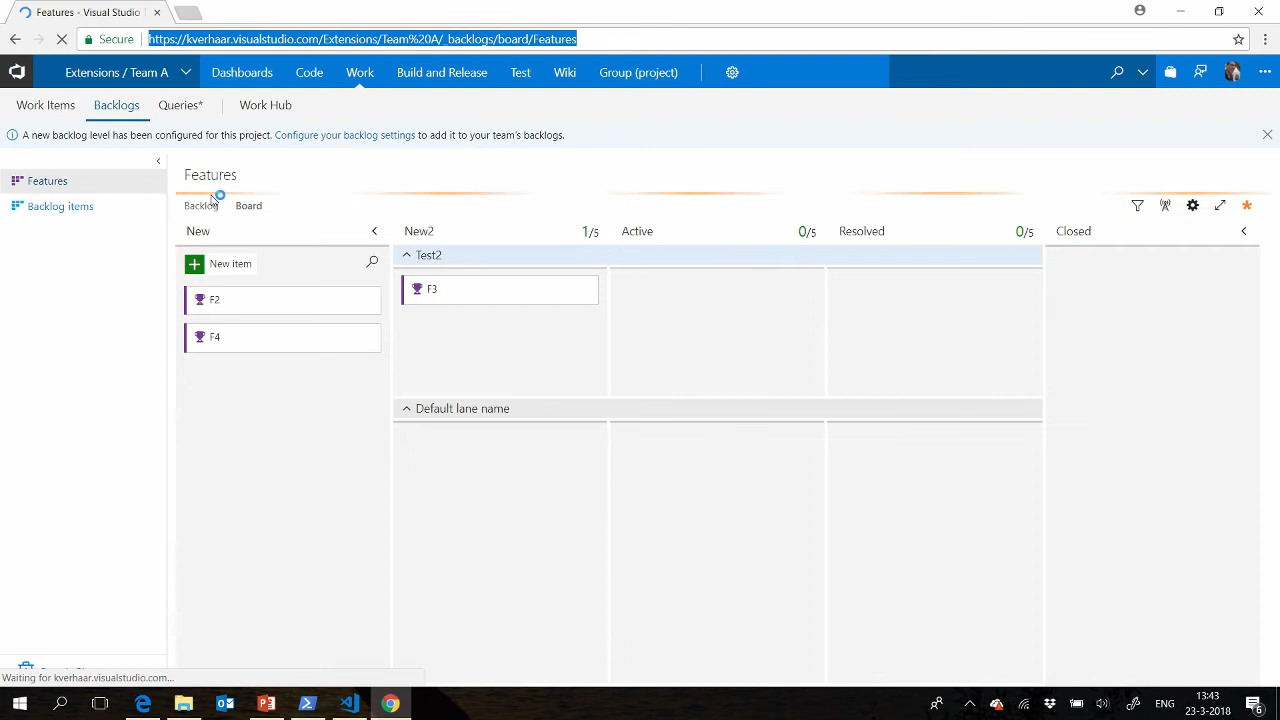 Features - Visual Studio
Secure
https://kverhaar.visualstudio.com/Extensions/Team%20A/_backlogs/board/Features
Extensions / Team A
Dashboards
Code
Work
Build and Release
Test
Wiki
Group (project)
Work Items
Backlogs
Queries*
Work Hub
A new backlog level has been configured for this project. Configure your backlog settings to add it to your team's backlogs.
Features
Backlog items
Features
Backlog
Board
New
New2
1/5
Active
0/5
Resolved
0/5
Closed
New item
Test2
F2
F3
F4
Default lane name
Waiting for kverhaar.visualstudio.com...
ENG
13:43
23-3-2018
6